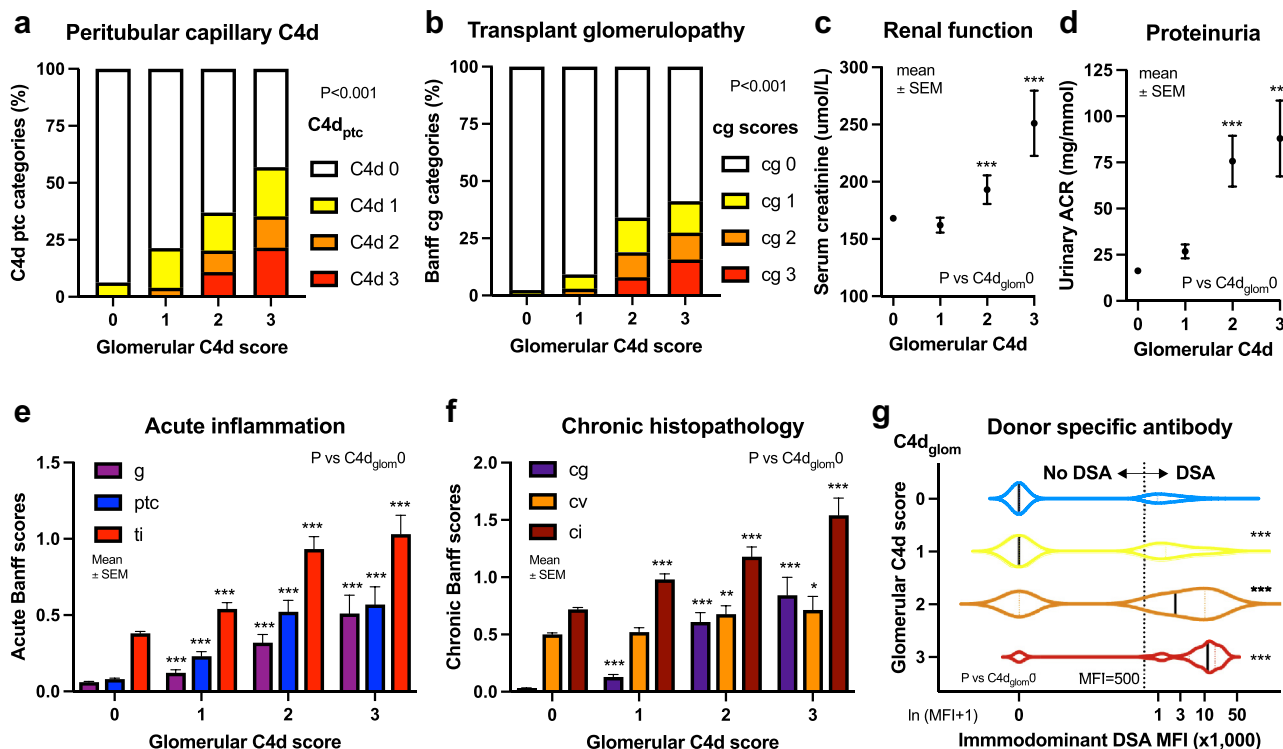 a
Peritubular capillary C4d
C4d ptc categories (%)
100
75
50
25
0
0 1 2 3
Glomerular C4d score
P<0.001
C4dptc
C4d 0
C4d 1
C4d 2
C4d 3
b
Transplant glomerulopathy
Banff cg categories (%)
100
75
50
25
0
0 1 2 3
Glomerular C4d score
P<0.001
cg scores
cg 0
cg 1
cg 2
cg 3
c
Renal function
Serum creatinine (umol/L)
300
250
200
150
100
mean
± SEM
***
***
P vs C4dglom0
0 1 2 3
Glomerular C4d
d
Proteinuria
Urinary ACR (mg/mmol)
125
100
75
50
25
0
mean
± SEM
***
**
P vs C4dglom0
0 1 2 3
Glomerular C4d
e
Acute inflammation
Acute Banff scores
1.5
1.0
0.5
0.0
g
ptc
ti
Mean
± SEM
P vs C4dglom0
*** *** ***
*** *** ***
*** *** ***
0 1 2 3
Glomerular C4d score
f
Chronic histopathology
Chronic Banff scores
2.0
1.5
1.0
0.5
0.0
cg
cv
ci
Mean
± SEM
P vs C4dglom0
*** ***
*** ** ***
*** * ***
0 1 2 3
Glomerular C4d score
g
Donor specific antibody
C4dglom
No DSA DSA
Glomerular C4d score
0
1
***
2
***
3
***
P vs C4dglom0
MFI=500
ln (MFI+1)
0 1 3 10 50
Immmodominant DSA MFI (x1,000)